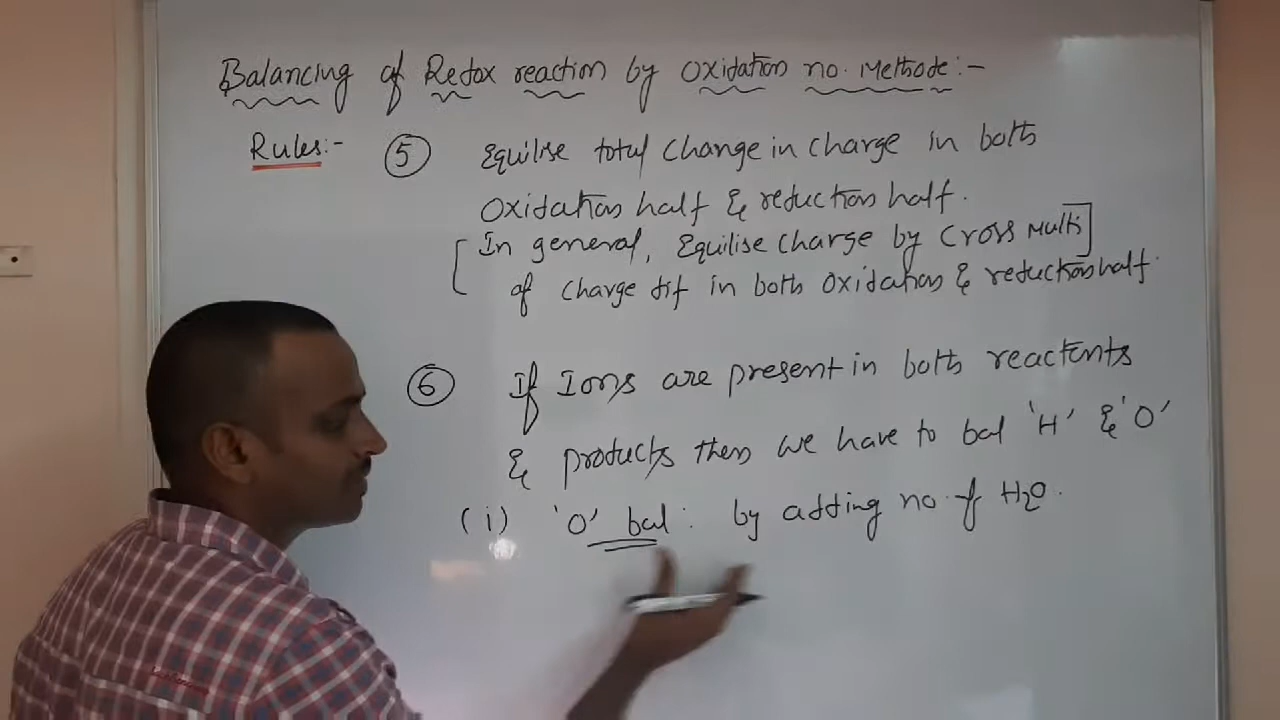 Balancing of Redox reaction by Oxidation no. Methode:-
Rules:- ⑤ Equilise total change in charge in both
Oxidation half & reduction half.
[In general, Equilise charge by Cross Multi]
of charge dif in both Oxidation & reduction half.
⑥ If Ions are present in both reactents
& products then we have to bal 'H' & 'O'
(i) 'O' bal: by adding no. of H₂O.